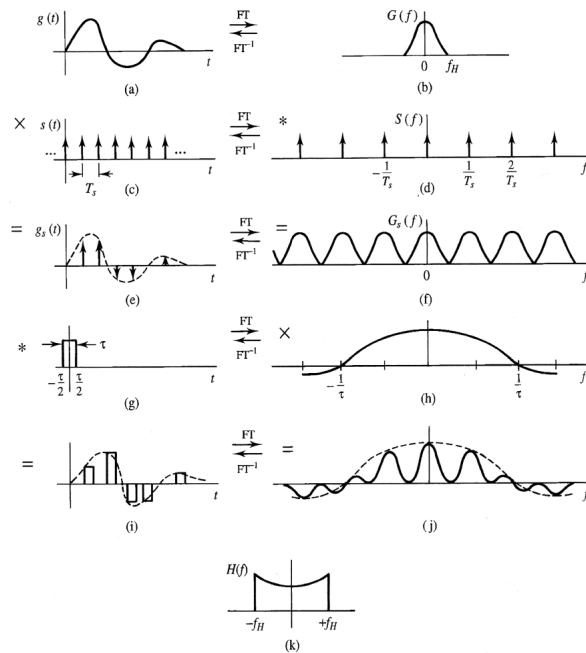 g (t)
FT
FT⁻¹
G (f)
t
0
f_H
(a)
(b)
×
s (t)
...
...
t
T_s
(c)
FT
FT⁻¹
*
S (f)
-1/T_s
1/T_s
2/T_s
f
(d)
=
g_s (t)
t
(e)
FT
FT⁻¹
=
G_s (f)
0
f
(f)
*
τ
-τ/2
τ/2
t
(g)
FT
FT⁻¹
×
-1/τ
1/τ
f
(h)
=
t
(i)
FT
FT⁻¹
=
f
(j)
H(f)
-f_H
+f_H
(k)